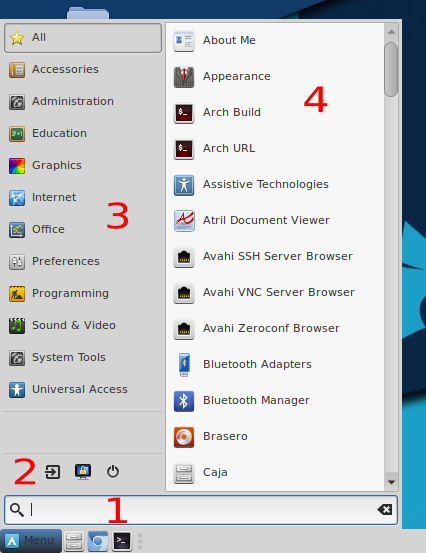 All
Accessories
Administration
Education
Graphics
Internet
Office
Preferences
Programming
Sound & Video
System Tools
Universal Access
3
About Me
Appearance
Arch Build
Arch URL
Assistive Technologies
Atril Document Viewer
Avahi SSH Server Browser
Avahi VNC Server Browser
Avahi Zeroconf Browser
Bluetooth Adapters
Bluetooth Manager
Brasero
Caja
4
2
1
Menu